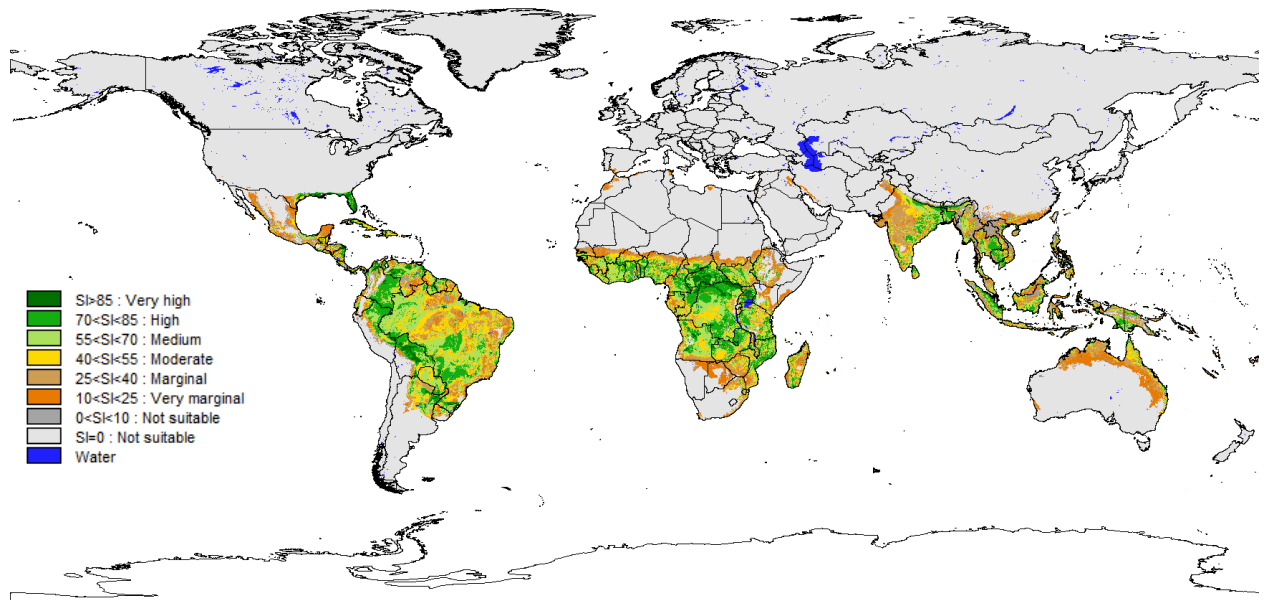 SI>85 : Very high
70<SI<85 : High
55<SI<70 : Medium
40<SI<55 : Moderate
25<SI<40 : Marginal
10<SI<25 : Very marginal
0<SI<10 : Not suitable
SI=0 : Not suitable
Water